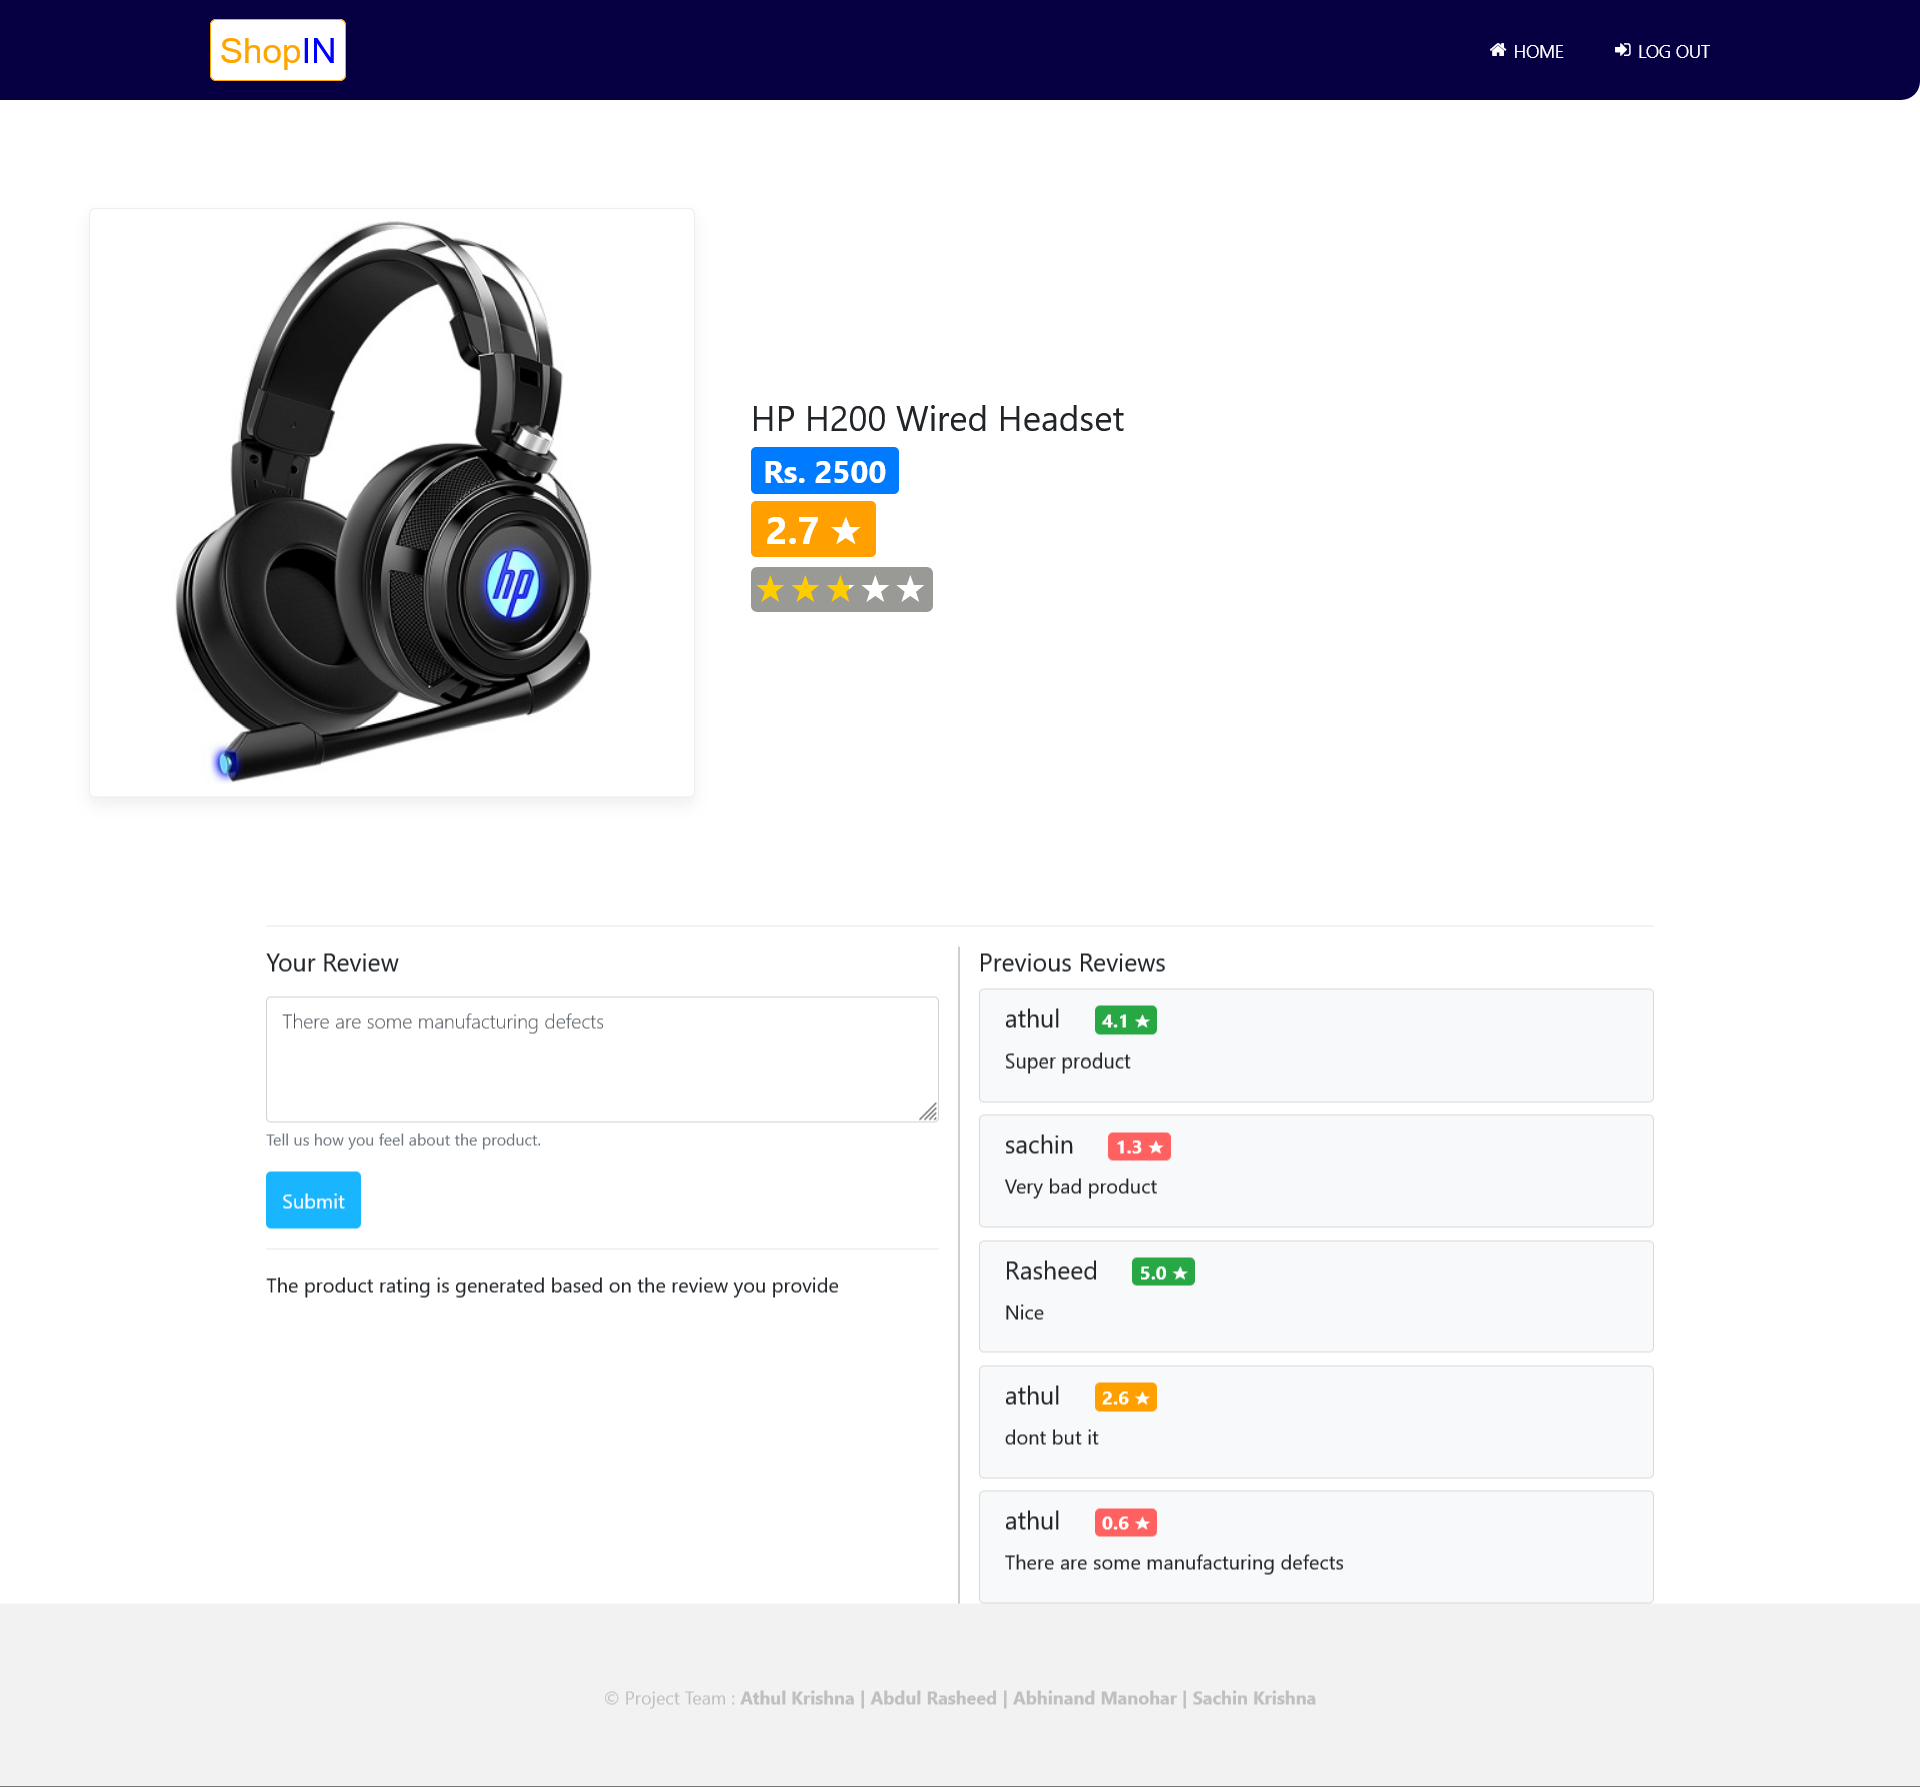 ShopIN
HOME
LOG OUT
hp
HP H200 Wired Headset
Rs. 2500
2.7 ★
★ ★ ★ ★ ★
Your Review
There are some manufacturing defects
Tell us how you feel about the product.
Submit
The product rating is generated based on the review you provide
Previous Reviews
athul 4.1 ★
Super product
sachin 1.3 ★
Very bad product
Rasheed 5.0 ★
Nice
athul 2.6 ★
dont but it
athul 0.6 ★
There are some manufacturing defects
© Project Team : Athul Krishna | Abdul Rasheed | Abhinand Manohar | Sachin Krishna